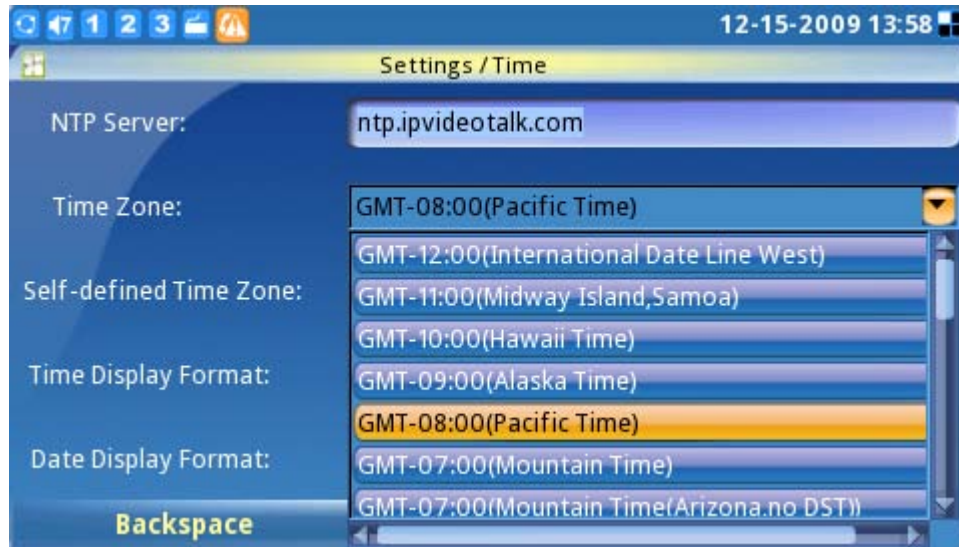 7 1 2 3 12-15-2009 13:58
Settings / Time
NTP Server: ntp.ipvideotalk.com
Time Zone: GMT-08:00(Pacific Time)
GMT-12:00(International Date Line West)
Self-defined Time Zone: GMT-11:00(Midway Island,Samoa)
GMT-10:00(Hawaii Time)
Time Display Format: GMT-09:00(Alaska Time)
GMT-08:00(Pacific Time)
Date Display Format: GMT-07:00(Mountain Time)
GMT-07:00(Mountain Time(Arizona.no DST))
Backspace